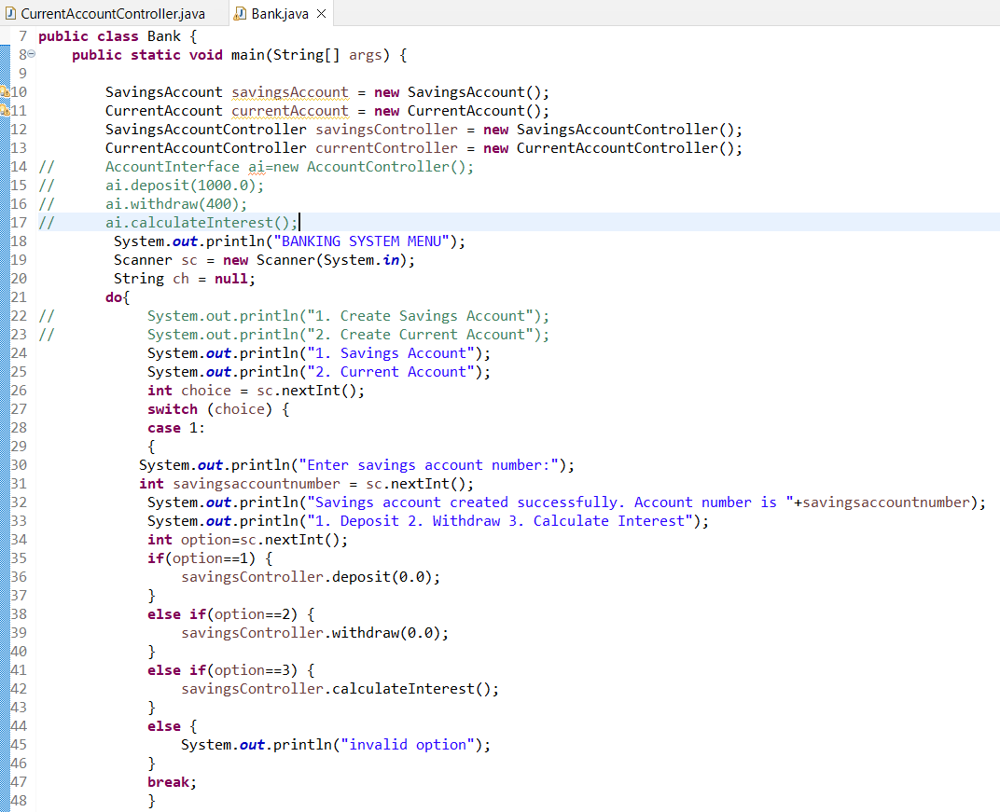 CurrentAccountController.java Bank.java
7 public class Bank {
8 public static void main(String[] args) {
9
10 SavingsAccount savingsAccount = new SavingsAccount();
11 CurrentAccount currentAccount = new CurrentAccount();
12 SavingsAccountController savingsController = new SavingsAccountController();
13 CurrentAccountController currentController = new CurrentAccountController();
14 // AccountInterface ai=new AccountController();
15 // ai.deposit(1000.0);
16 // ai.withdraw(400);
17 // ai.calculateInterest();
18 System.out.println("BANKING SYSTEM MENU");
19 Scanner sc = new Scanner(System.in);
20 String ch = null;
21 do{
22 // System.out.println("1. Create Savings Account");
23 // System.out.println("2. Create Current Account");
24 System.out.println("1. Savings Account");
25 System.out.println("2. Current Account");
26 int choice = sc.nextInt();
27 switch (choice) {
28 case 1:
29 {
30 System.out.println("Enter savings account number:");
31 int savingsaccountnumber = sc.nextInt();
32 System.out.println("Savings account created successfully. Account number is "+savingsaccountnumber);
33 System.out.println("1. Deposit 2. Withdraw 3. Calculate Interest");
34 int option=sc.nextInt();
35 if(option==1) {
36 savingsController.deposit(0.0);
37 }
38 else if(option==2) {
39 savingsController.withdraw(0.0);
40 }
41 else if(option==3) {
42 savingsController.calculateInterest();
43 }
44 else {
45 System.out.println("invalid option");
46 }
47 break;
48 }